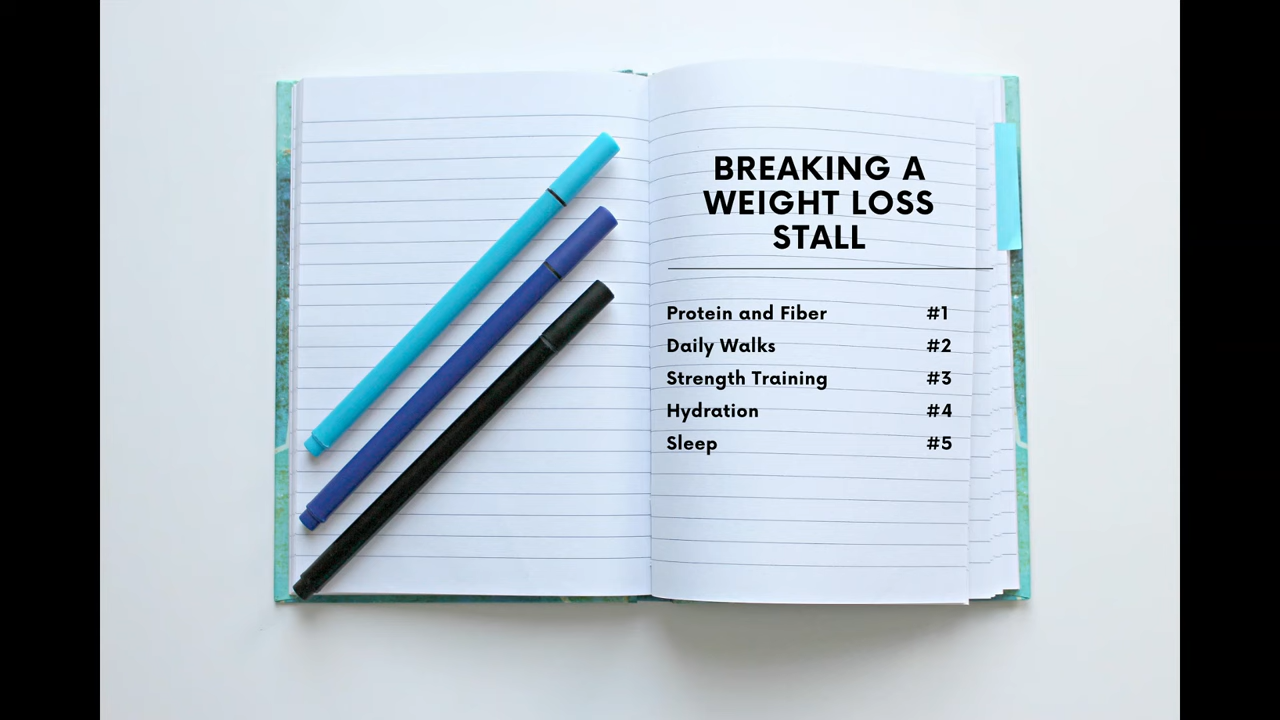 BREAKING A
WEIGHT LOSS
STALL
Protein and Fiber #1
Daily Walks #2
Strength Training #3
Hydration #4
Sleep #5